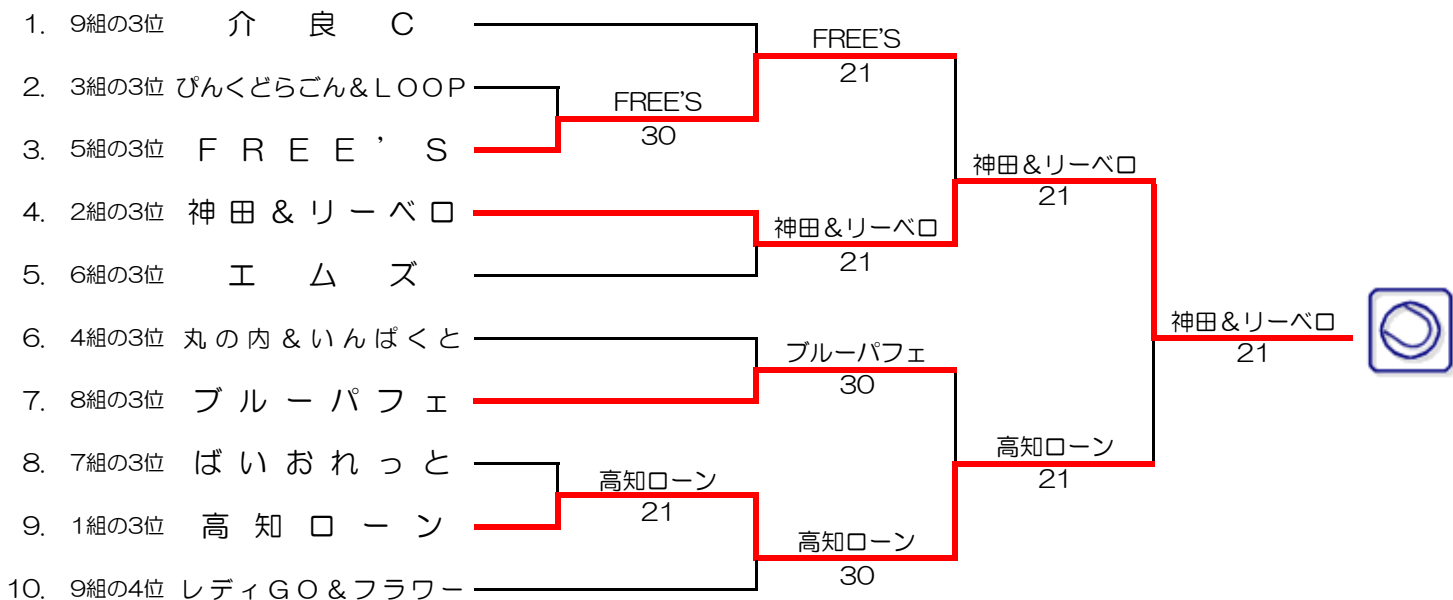 1. 9組の3位 介良C
2. 3組の3位 ぴんくどらごん&LOOP
3. 5組の3位 FREE'S
4. 2組の3位 神田&リーベロ
5. 6組の3位 エムズ
6. 4組の3位 丸の内&いんぱくと
7. 8組の3位 ブルーパフェ
8. 7組の3位 ばいおれっと
9. 1組の3位 高知ローン
10. 9組の4位 レディGO&フラワー
FREE'S
30
高知ローン
21
FREE'S
21
神田&リーベロ
21
ブルーパフェ
30
高知ローン
30
神田&リーベロ
21
高知ローン
21
神田&リーベロ
21